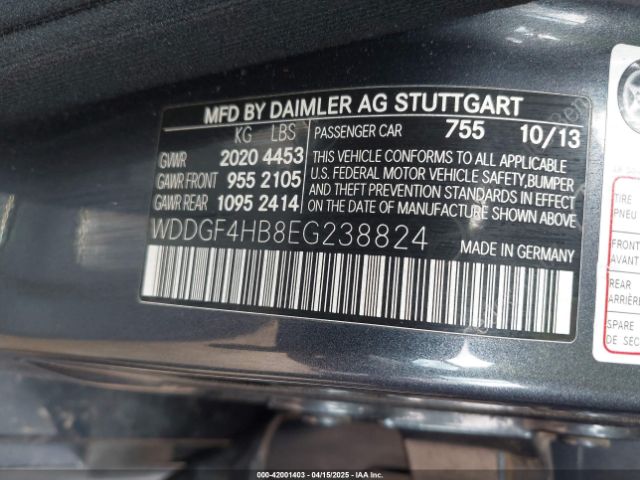 MFD BY DAIMLER AG STUTTGART
KG LBS
GVWR 2020 4453
GAWR FRONT 955 2105
GAWR REAR 1095 2414
PASSENGER CAR 755 10/13
THIS VEHICLE CONFORMS TO ALL APPLICABLE
U.S. FEDERAL MOTOR VEHICLE SAFETY, BUMPER
AND THEFT PREVENTION STANDARDS IN EFFECT
ON THE DATE OF MANUFACTURE SHOWN ABOVE
WDDGF4HB8EG238824
MADE IN GERMANY
TIRE
PNEU
FRONT
AVANT
REAR
ARRIÈRE
SPARE
DE SEC
000-42001403 - 04/15/2025 - IAAI.COM